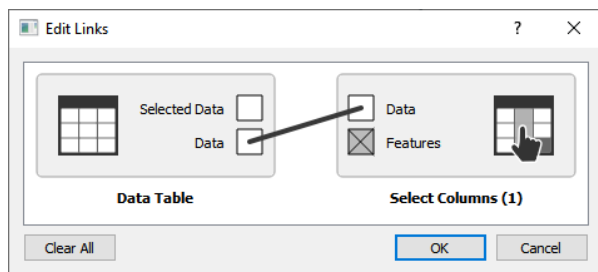 Edit Links
?
Selected Data
Data
Data
Features
Data Table
Select Columns (1)
Clear All
OK
Cancel